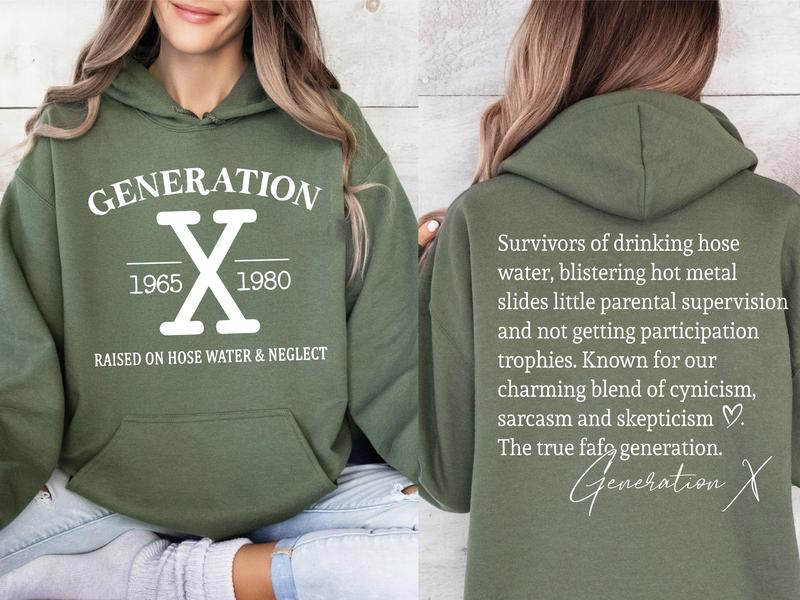 GENERATION
X
1965 1980
RAISED ON HOSE WATER & NEGLECT
Survivors of drinking hose
water, blistering hot metal
slides little parental supervision
and not getting participation
trophies. Known for our
charming blend of cynicism,
sarcasm and skepticism ♡.
The true fafo generation.
Generation X